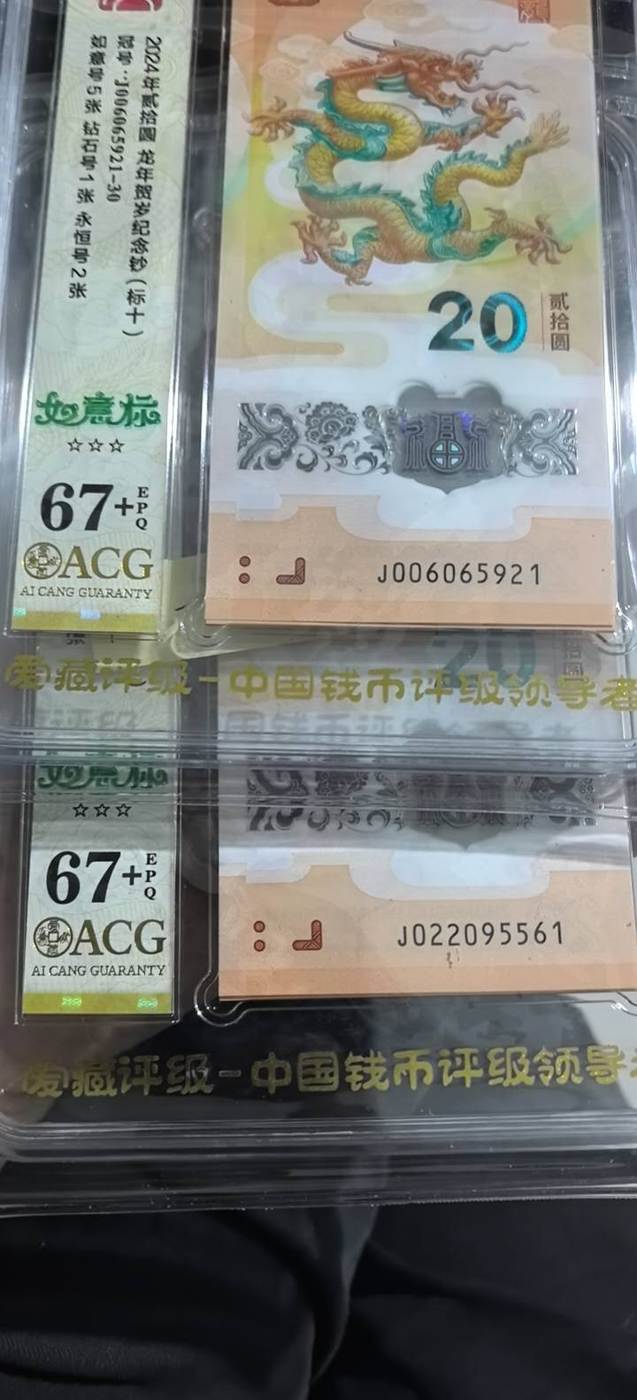 2024年贰拾圆 龙年贺岁纪念钞(标十)
冠号:J006065921-30
如意号5张 钻石号1张 永恒号2张
如意标
☆☆☆
67+EPQ
ACG
AI CANG GUARANTY
20
贰拾圆
J006065921
爱藏评级-中国钱币评级领导者
如意标
☆☆☆
67+EPQ
ACG
AI CANG GUARANTY
J022095561
爱藏评级-中国钱币评级领导